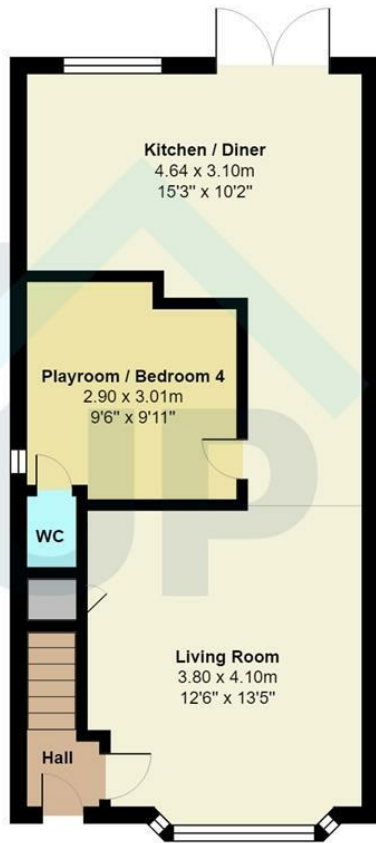 Kitchen / Diner
4.64 x 3.10m
15'3" x 10'2"
Playroom / Bedroom 4
2.90 x 3.01m
9'6" x 9'11"
WC
Living Room
3.80 x 4.10m
12'6" x 13'5"
Hall
UP